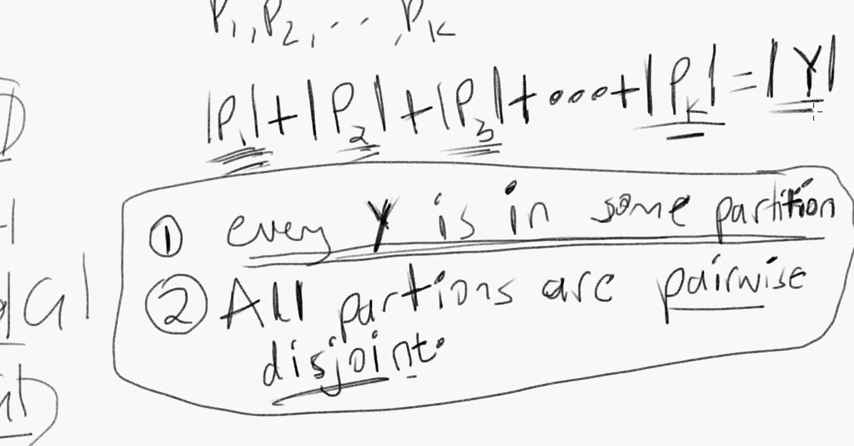 P₁, P₂, ..., Pₖ
|P₁| + |P₂| + |P₃| + ... + |Pₖ| = |Y|
① every Y is in some partition
② All partions are pairwise
disjoint.